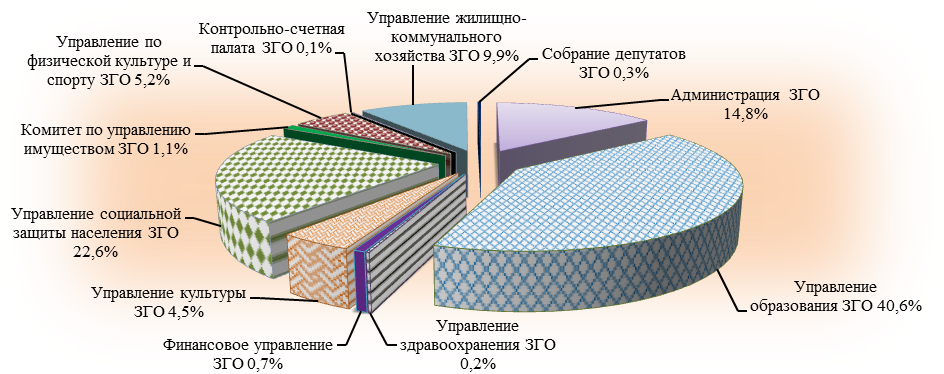 Управление жилищно-
коммунального
хозяйства ЗГО 9,9%
Контрольно-счетная
палата ЗГО 0,1%
Управление по
физической культуре и
спорту ЗГО 5,2%
Собрание депутатов
ЗГО 0,3%
Администрация ЗГО
14,8%
Комитет по управлению
имуществом ЗГО 1,1%
Управление социальной
защиты населения ЗГО
22,6%
Управление культуры
ЗГО 4,5%
Финансовое управление
ЗГО 0,7%
Управление
здравоохранения ЗГО
0,2%
Управление
образования ЗГО 40,6%